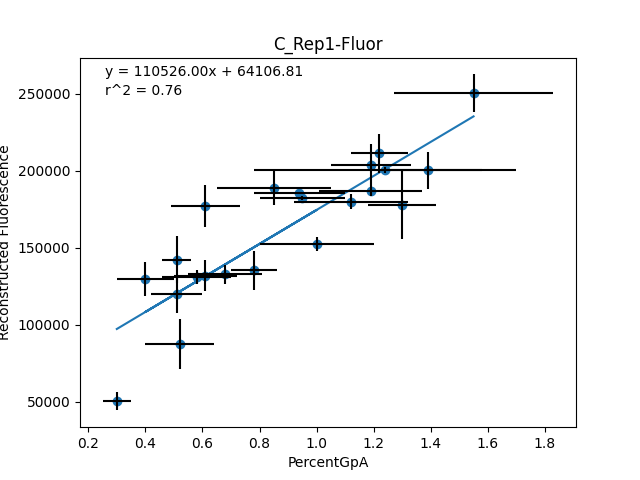 C_Rep1-Fluor
y = 110526.00x + 64106.81
r^2 = 0.76
250000
200000
150000
100000
50000
Reconstructed Fluorescence
0.2 0.4 0.6 0.8 1.0 1.2 1.4 1.6 1.8
PercentGpA